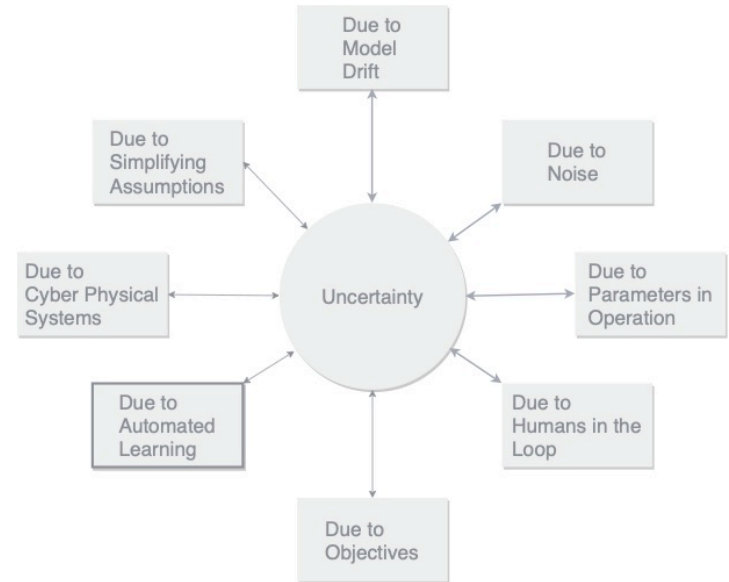 Due to
Model
Drift
Due to
Simplifying
Assumptions
Due to
Noise
Due to
Cyber Physical
Systems
Uncertainty
Due to
Parameters in
Operation
Due to
Automated
Learning
Due to
Humans in the
Loop
Due to
Objectives